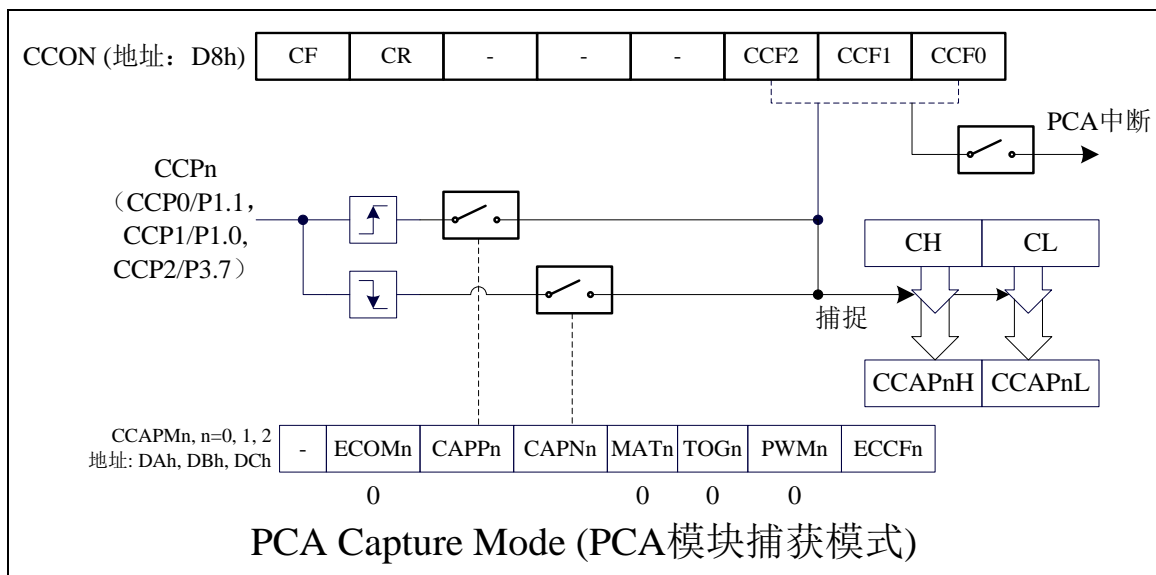 CCON (地址：D8h) CF CR - - - CCF2 CCF1 CCF0
PCA中断
CCPn
（CCP0/P1.1,
CCP1/P1.0,
CCP2/P3.7）
CH CL
捕捉
CCAPnH CCAPnL
CCAPMn, n=0, 1, 2
地址: DAh, DBh, DCh
- ECOMn CAPPn CAPNn MATn TOGn PWMn ECCFn
0 0 0 0
PCA Capture Mode (PCA模块捕获模式)